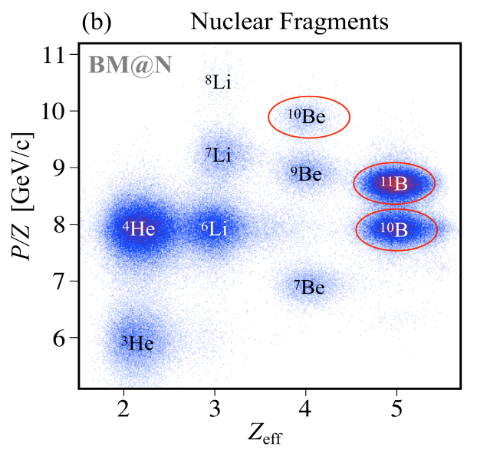 (b) Nuclear Fragments
BM@N
11
10
9
8
7
6
P/Z [GeV/c]
⁸Li
¹⁰Be
⁷Li
⁹Be
¹¹B
⁴He
⁶Li
¹⁰B
⁷Be
³He
2 3 4 5
Z_eff